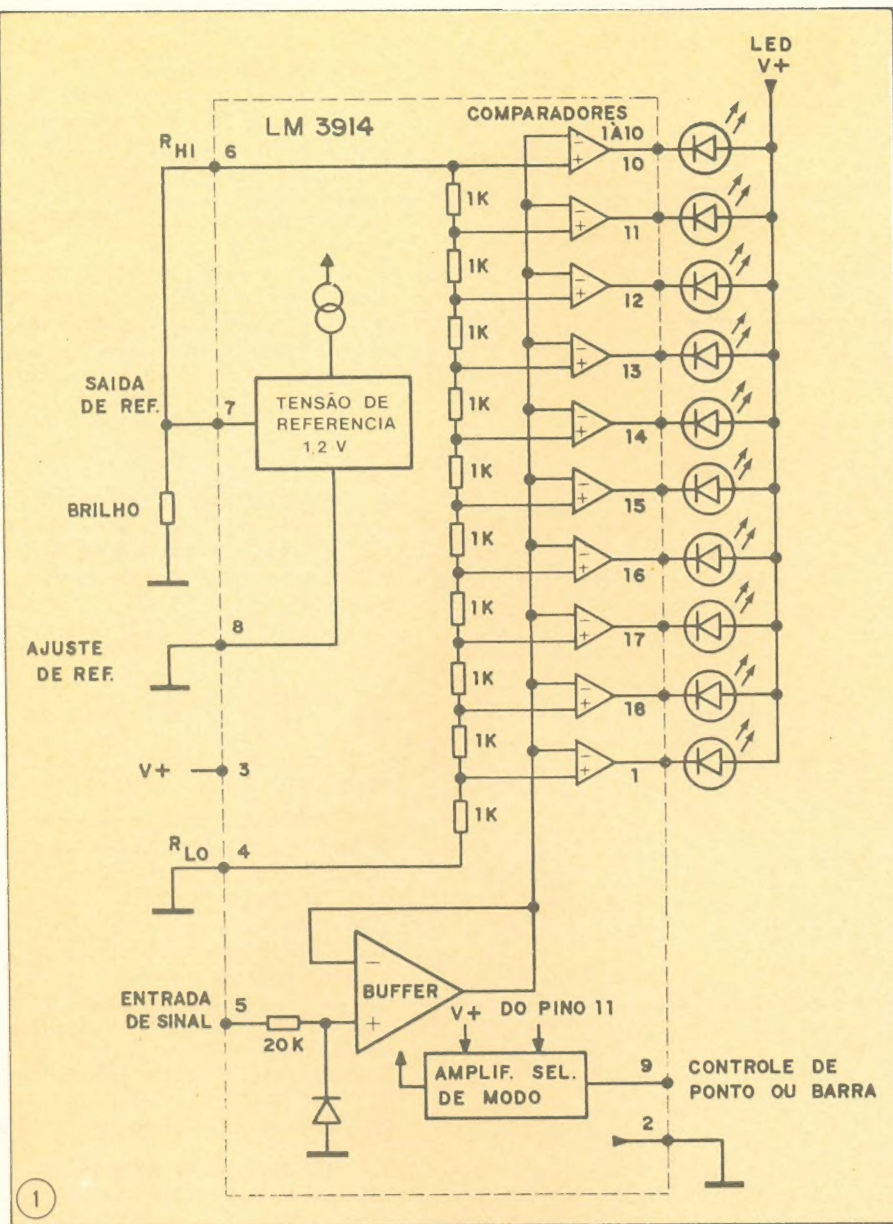 LED
V+
COMPARADORES
LM 3914
1À10
R HI
6
10
1K
11
1K
12
1K
13
SAIDA
DE REF.
7
TENSÃO DE
REFERENCIA
1,2 V
1K
14
1K
15
BRILHO
1K
16
1K
17
8
AJUSTE
DE REF.
1K
18
1K
1
V+
3
1K
R LO
4
ENTRADA
DE SINAL
5
20K
BUFFER
V+
DO PINO 11
AMPLIF. SEL.
DE MODO
9
CONTROLE DE
PONTO OU BARRA
2
1